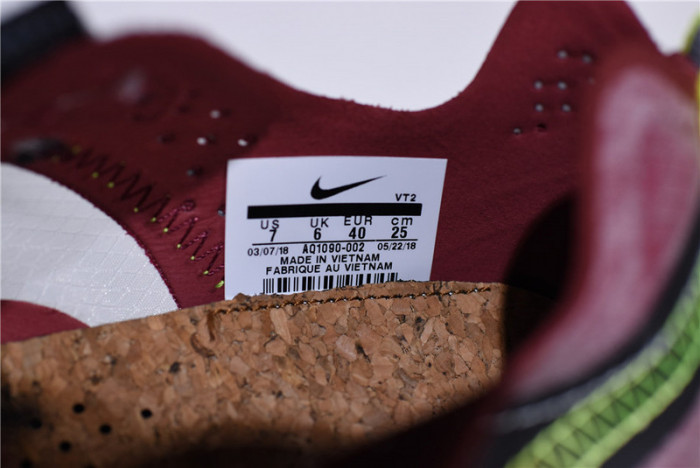 VT2
US UK EUR cm
7 6 40 25
03/07/18 AQ1090-002 05/22/18
MADE IN VIETNAM
FABRIQUE AU VIETNAM